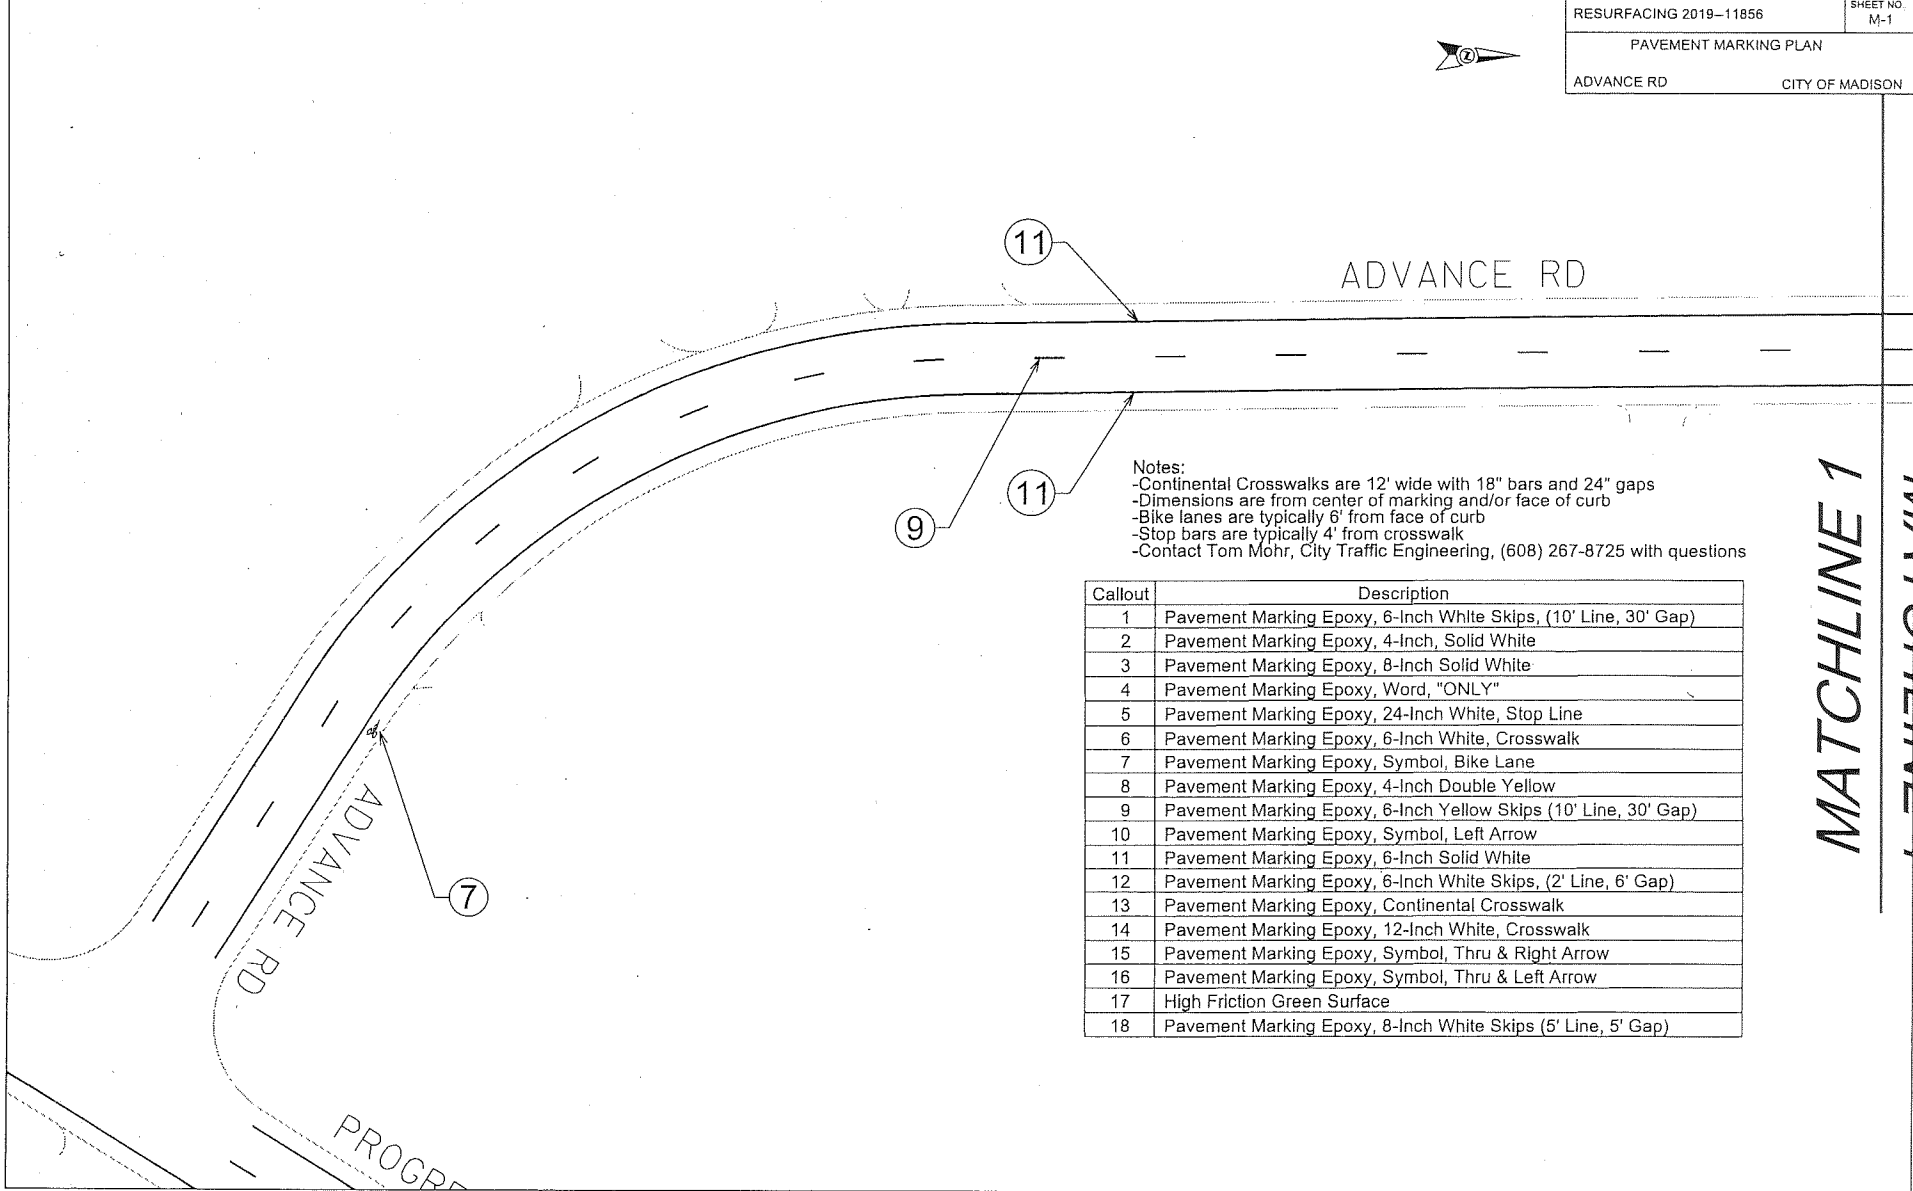 RESURFACING 2019-11856
SHEET NO.
M-1
PAVEMENT MARKING PLAN
ADVANCE RD CITY OF MADISON
11
ADVANCE RD
11
9
Notes:
-Continental Crosswalks are 12' wide with 18" bars and 24" gaps
-Dimensions are from center of marking and/or face of curb
-Bike lanes are typically 6' from face of curb
-Stop bars are typically 4' from crosswalk
-Contact Tom Mohr, City Traffic Engineering, (608) 267-8725 with questions
MATCHLINE 1
Callout Description
1 Pavement Marking Epoxy, 6-Inch White Skips, (10' Line, 30' Gap)
2 Pavement Marking Epoxy, 4-Inch, Solid White
3 Pavement Marking Epoxy, 8-Inch Solid White
4 Pavement Marking Epoxy, Word, "ONLY"
5 Pavement Marking Epoxy, 24-Inch White, Stop Line
6 Pavement Marking Epoxy, 6-Inch White, Crosswalk
7 Pavement Marking Epoxy, Symbol, Bike Lane
8 Pavement Marking Epoxy, 4-Inch Double Yellow
9 Pavement Marking Epoxy, 6-Inch Yellow Skips (10' Line, 30' Gap)
10 Pavement Marking Epoxy, Symbol, Left Arrow
11 Pavement Marking Epoxy, 6-Inch Solid White
12 Pavement Marking Epoxy, 6-Inch White Skips, (2' Line, 6' Gap)
13 Pavement Marking Epoxy, Continental Crosswalk
14 Pavement Marking Epoxy, 12-Inch White, Crosswalk
15 Pavement Marking Epoxy, Symbol, Thru & Right Arrow
16 Pavement Marking Epoxy, Symbol, Thru & Left Arrow
17 High Friction Green Surface
18 Pavement Marking Epoxy, 8-Inch White Skips (5' Line, 5' Gap)
7
ADVANCE RD
PROGRE